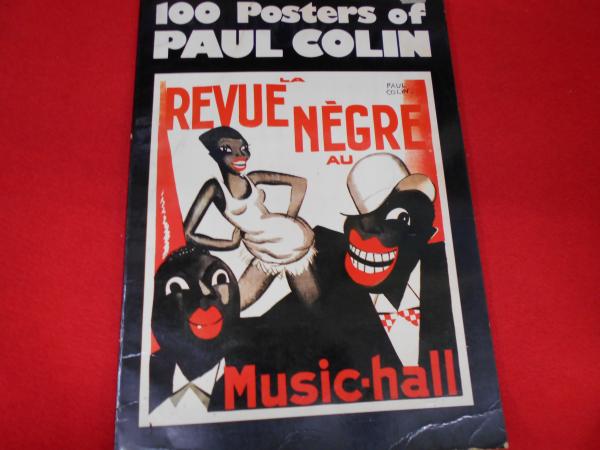 100 Posters of
PAUL COLIN
LA
PAUL
COLIN.
REVUE
NÈGRE
AU
Music-hall